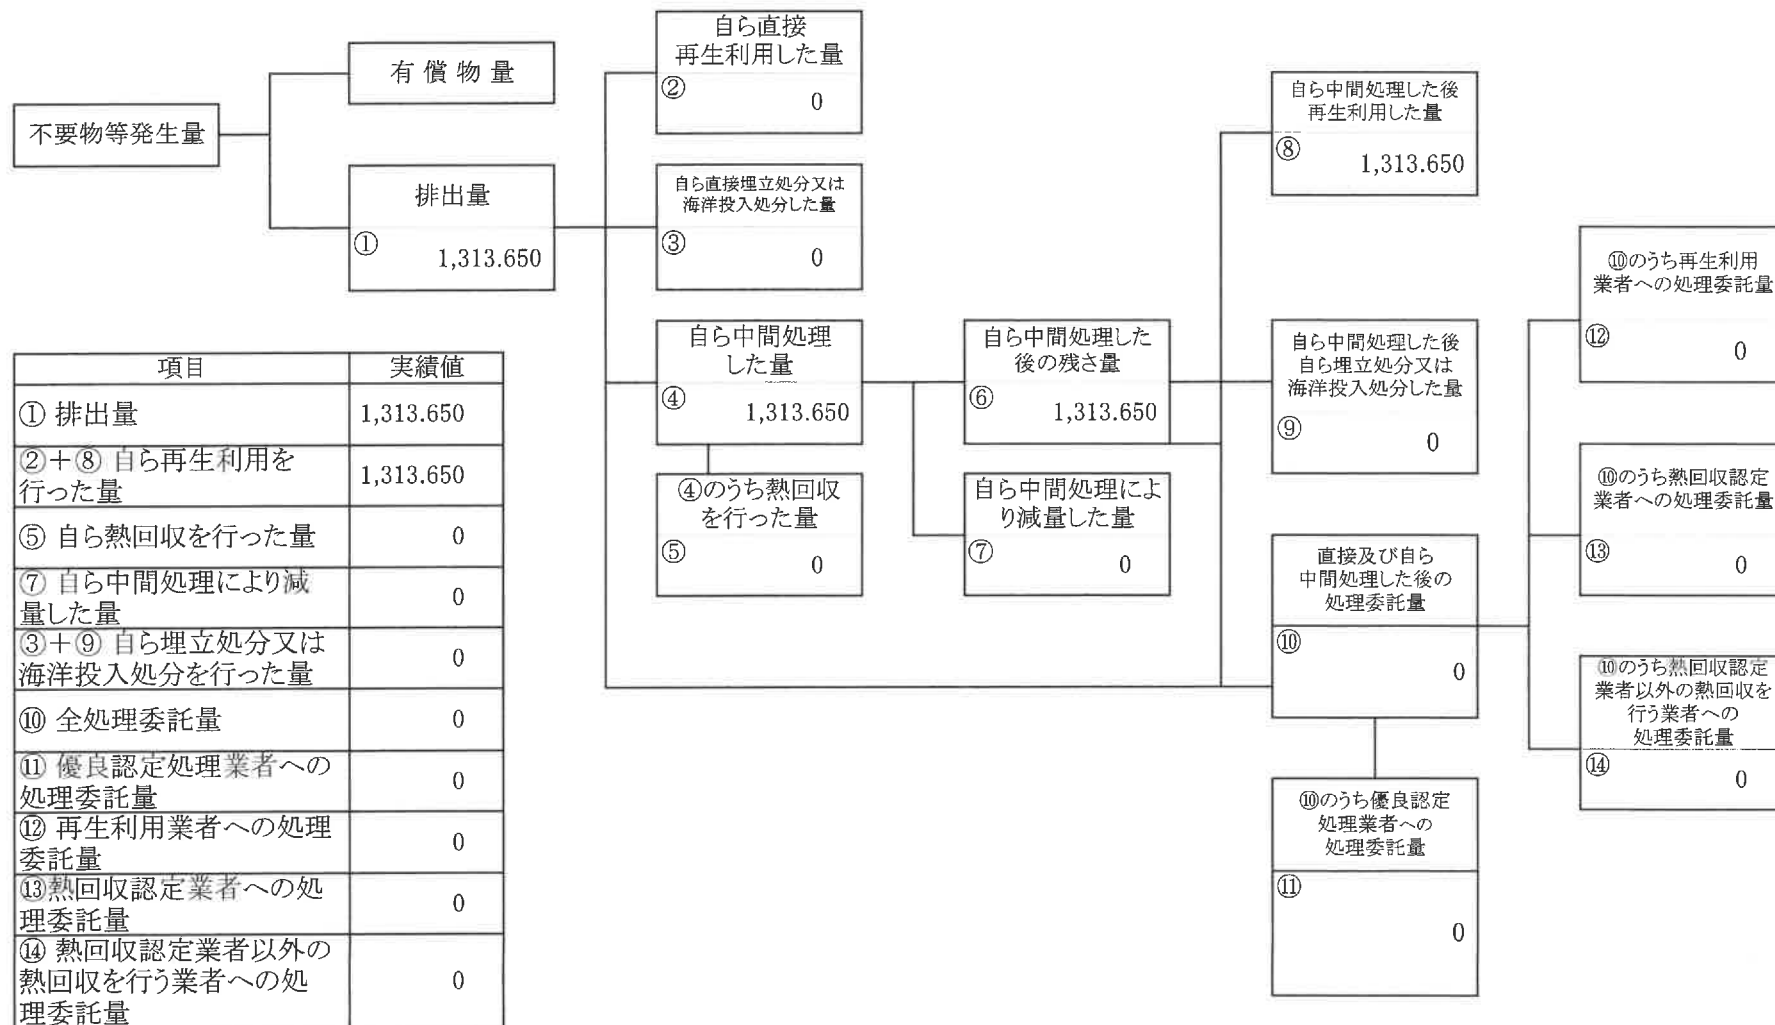 不要物等発生量
有 償 物 量
排出量
①
1,313.650
自ら直接
再生利用した量
②
0
自ら直接埋立処分又は
海洋投入処分した量
③
0
自ら中間処理
した量
④
1,313.650
④のうち熱回収
を行った量
⑤
0
自ら中間処理した
後の残さ量
⑥
1,313.650
自ら中間処理によ
り減量した量
⑦
0
自ら中間処理した後
再生利用した量
⑧
1,313.650
自ら中間処理した後
自ら埋立処分又は
海洋投入処分した量
⑨
0
直接及び自ら
中間処理した後の
処理委託量
⑩
0
⑩のうち優良認定
処理業者への
処理委託量
⑪
0
⑩のうち再生利用
業者への処理委託量
⑫
0
⑩のうち熱回収認定
業者への処理委託量
⑬
0
⑩のうち熱回収認定
業者以外の熱回収を
行う業者への
処理委託量
⑭
0
項目 実績値
① 排出量 1,313.650
②＋⑧ 自ら再生利用を
行った量 1,313.650
⑤ 自ら熱回収を行った量 0
⑦ 自ら中間処理により減
量した量 0
③＋⑨ 自ら埋立処分又は
海洋投入処分を行った量 0
⑩ 全処理委託量 0
⑪ 優良認定処理業者への
処理委託量 0
⑫ 再生利用業者への処理
委託量 0
⑬熱回収認定業者への処
理委託量 0
⑭ 熱回収認定業者以外の
熱回収を行う業者への処
理委託量 0